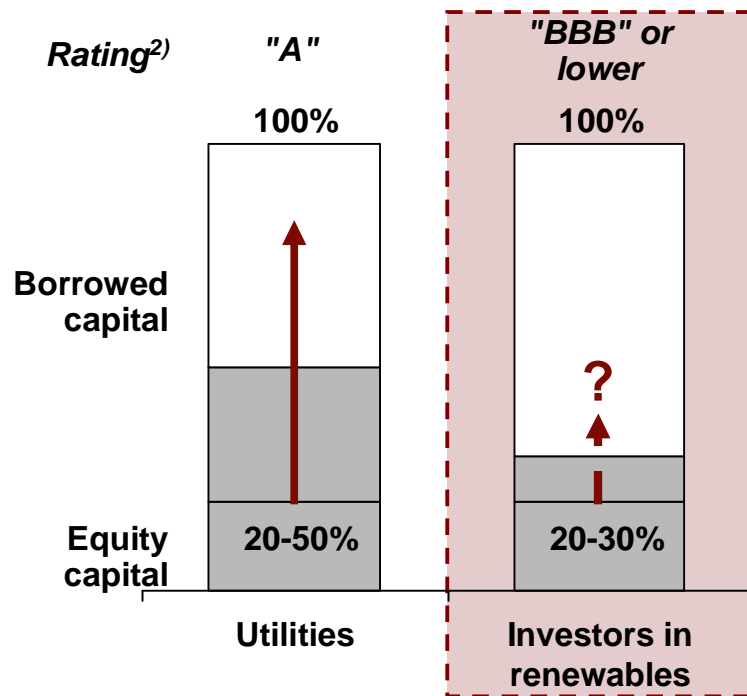 Rating2)
"A"
"BBB" or
lower
100%
100%
Borrowed
capital
?
Equity
capital
20-50%
20-30%
Utilities
Investors in
renewables